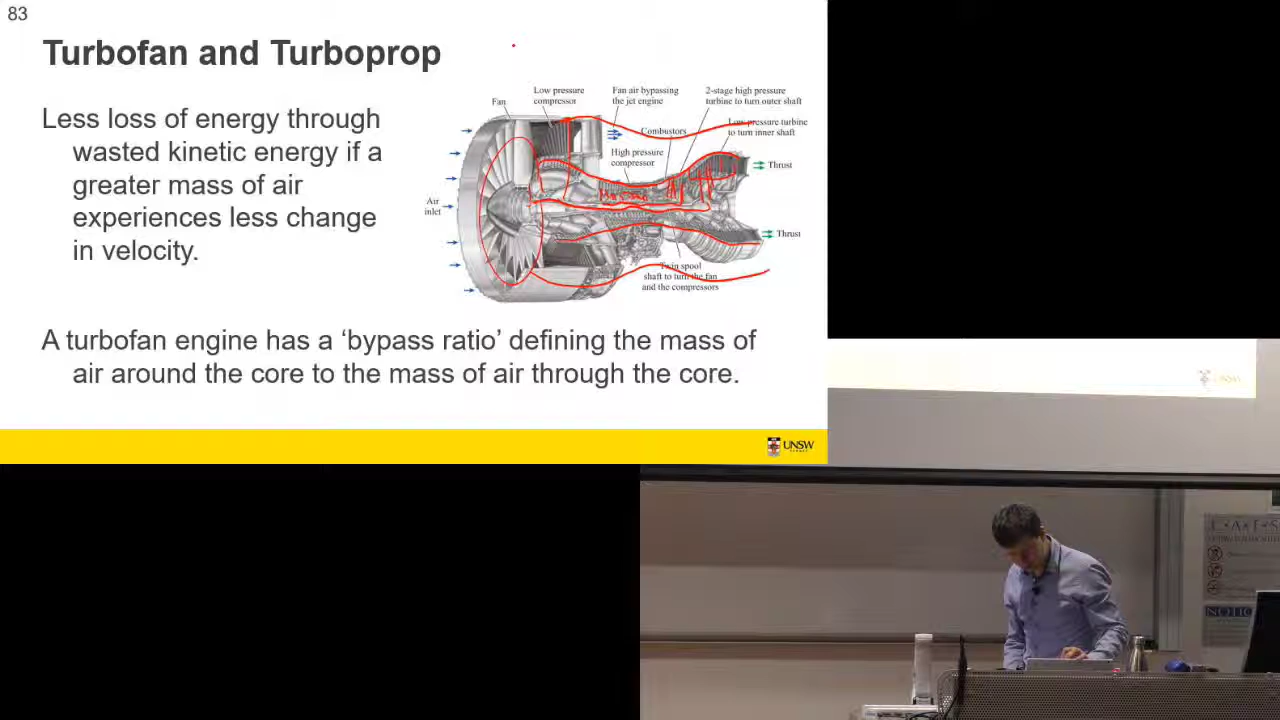 83
Turbofan and Turboprop
Less loss of energy through
wasted kinetic energy if a
greater mass of air
experiences less change
in velocity.
Fan
Low pressure
compressor
Fan air bypassing
the jet engine
2-stage high pressure
turbine to turn outer shaft
Combustors
Low pressure turbine
to turn inner shaft
High pressure
compressor
Thrust
Air
inlet
Thrust
Twin spool
shaft to turn the fan
and the compressors
A turbofan engine has a ‘bypass ratio’ defining the mass of
air around the core to the mass of air through the core.
UNSW
SYDNEY
UNSW